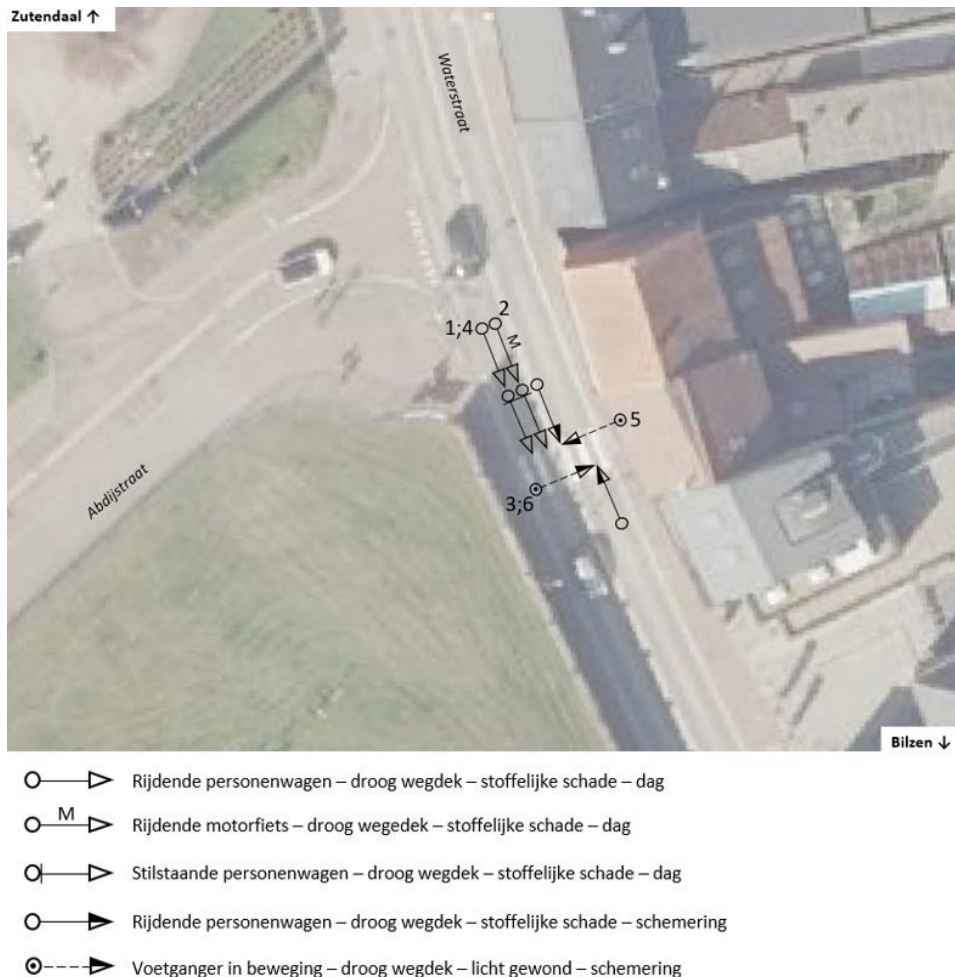 Zutendaal ↑
Waterstraat
2
1;4
M
5
3;6
Abdijstraat
Bilzen ↓
Rijdende personenwagen – droog wegdek – stoffelijke schade – dag
M
Rijdende motorfiets – droog wegedek – stoffelijke schade – dag
Stilstaande personenwagen – droog wegdek – stoffelijke schade – dag
Rijdende personenwagen – droog wegdek – stoffelijke schade – schemering
Voetganger in beweging – droog wegdek – licht gewond – schemering